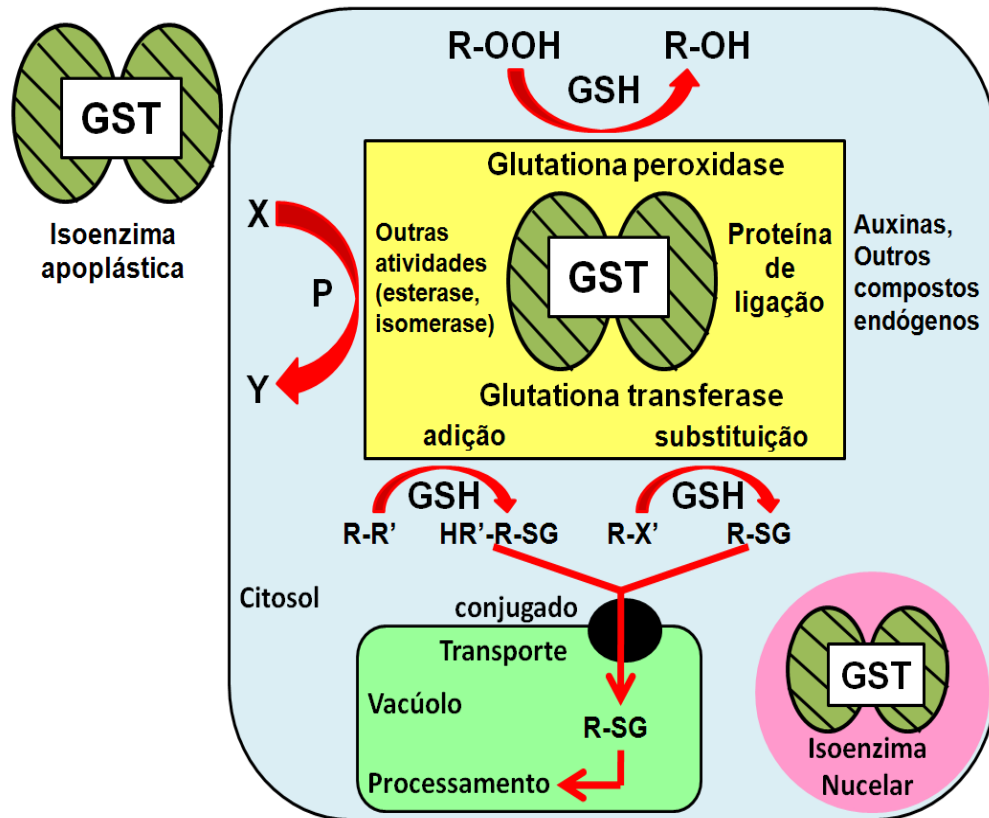 GST
Isoenzima
apoplástica
R-OOH
R-OH
GSH
Glutationa peroxidase
X
P
Y
Outras
atividades
(esterase,
isomerase)
GST
Proteína
de
ligação
Auxinas,
Outros
compostos
endógenos
Glutationa transferase
adição
substituição
GSH
GSH
R-R’
HR’-R-SG
R-X’
R-SG
Citosol
conjugado
Transporte
Vacúolo
R-SG
Processamento
GST
Isoenzima
Nucelar